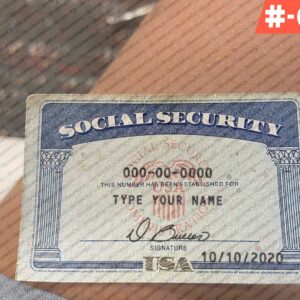 #-
SOCIAL SECURITY
000-00-0000
THIS NUMBER HAS BEEN ESTABLISHED FOR
TYPE YOUR NAME
SIGNATURE
USA
10/10/2020